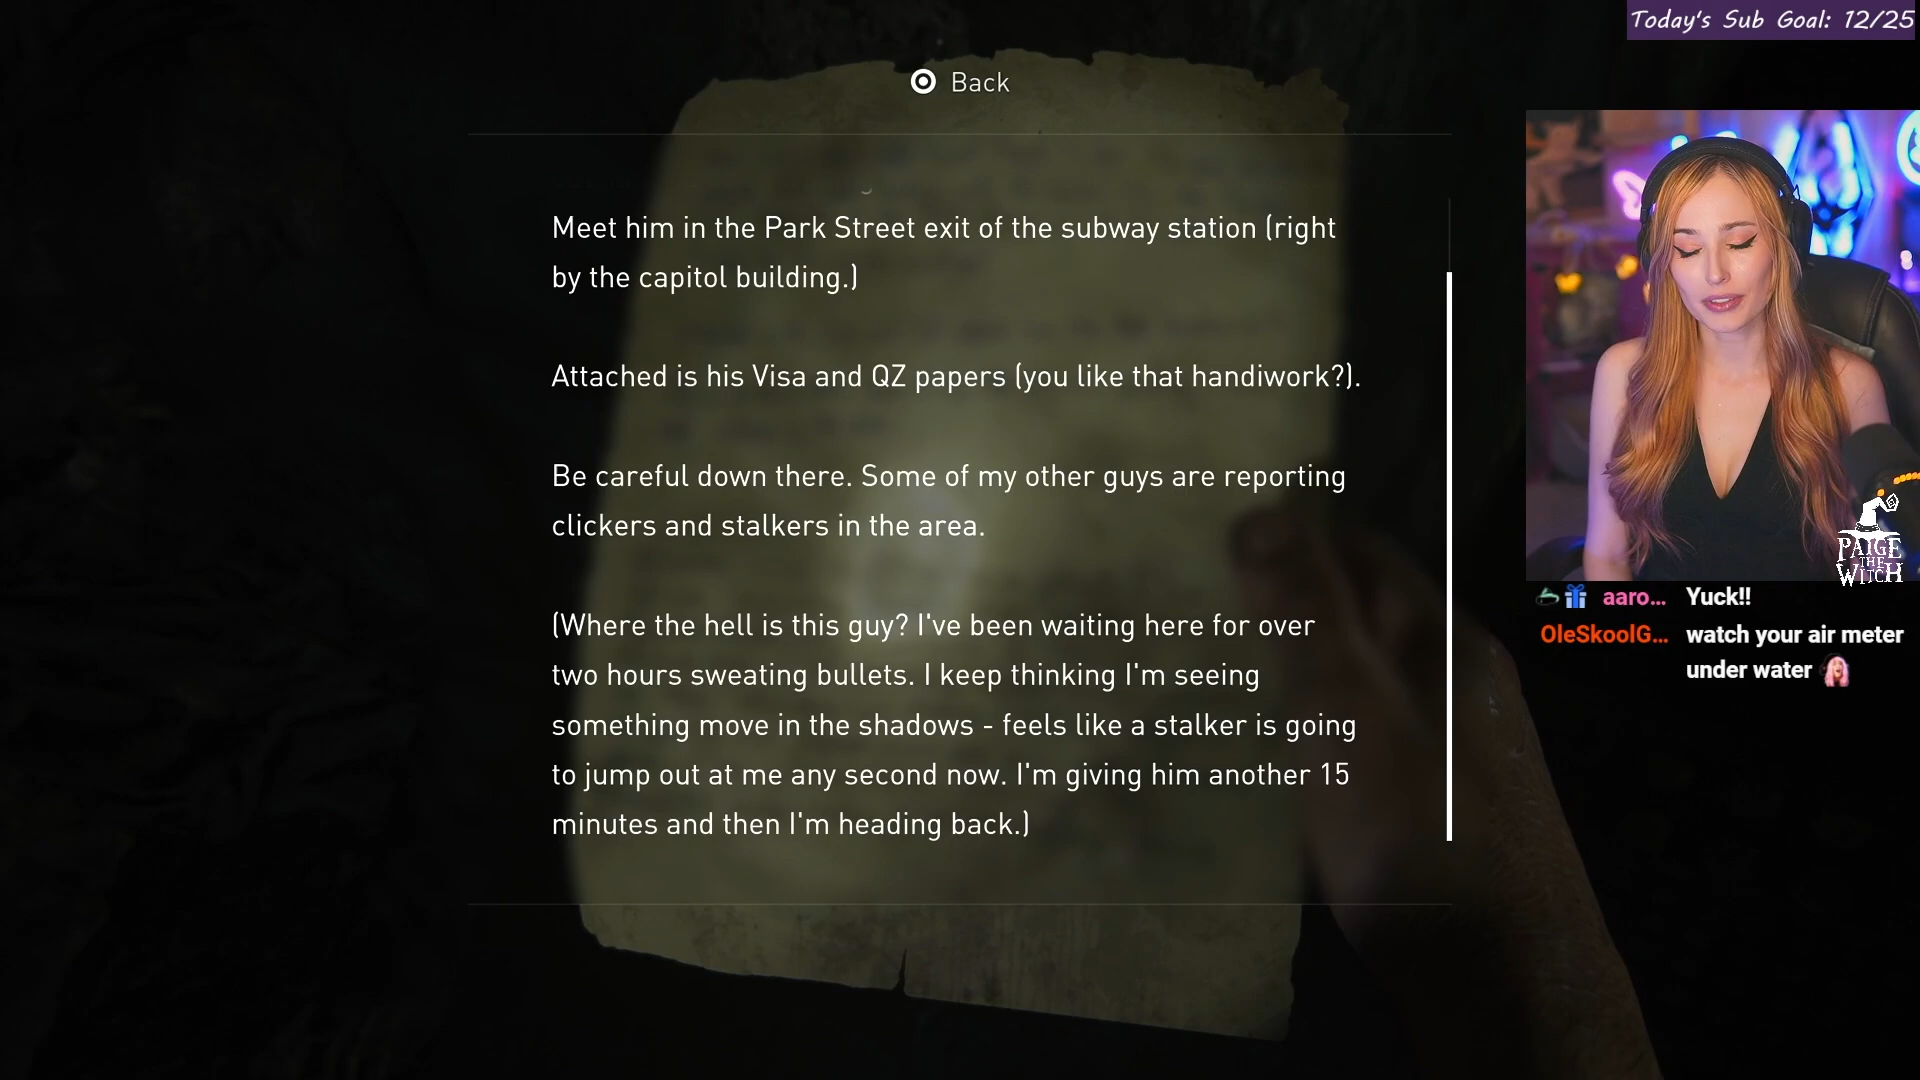 Today's Sub Goal: 12/25
Back
Meet him in the Park Street exit of the subway station (right
by the capitol building.)
Attached is his Visa and QZ papers (you like that handiwork?).
Be careful down there. Some of my other guys are reporting
clickers and stalkers in the area.
(Where the hell is this guy? I've been waiting here for over
two hours sweating bullets. I keep thinking I'm seeing
something move in the shadows - feels like a stalker is going
to jump out at me any second now. I'm giving him another 15
minutes and then I'm heading back.)
PAIGE
THE
WITCH
aaro... Yuck!!
OleSkoolG... watch your air meter
under water